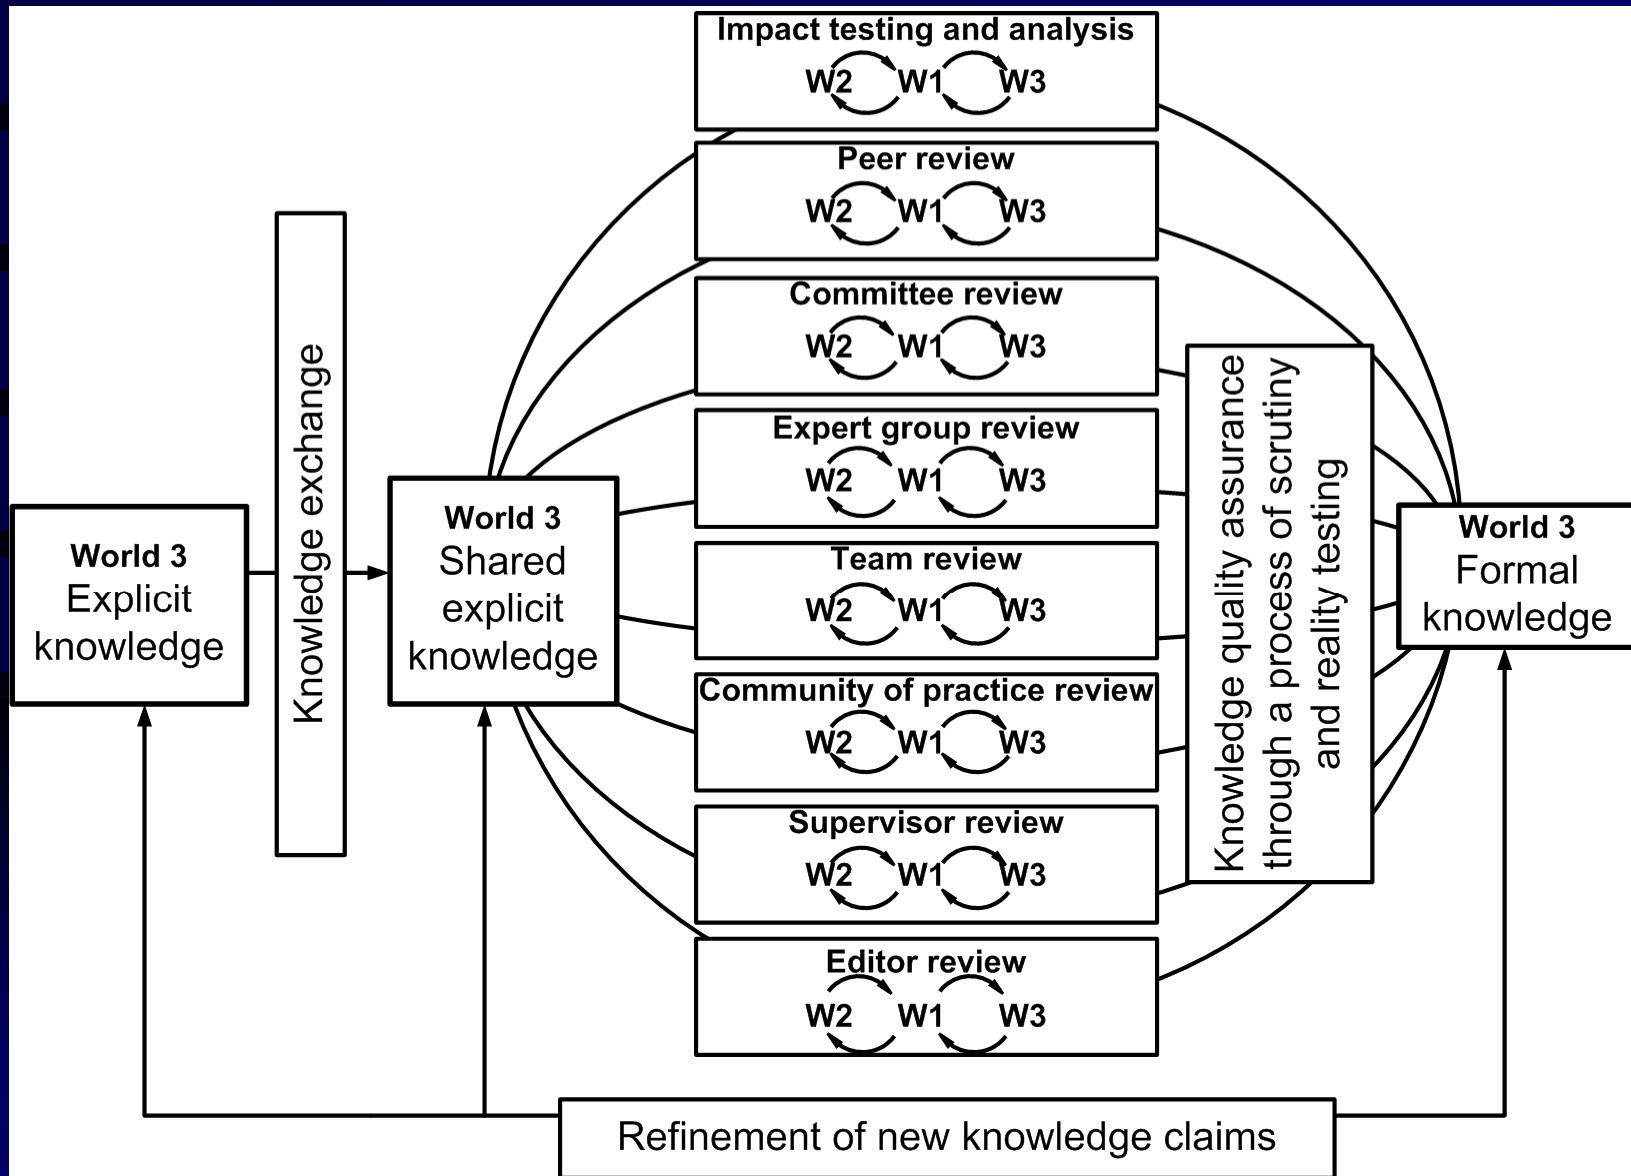 Impact testing and analysis
W2 W1 W3
Peer review
W2 W1 W3
Committee review
W2 W1 W3
Expert group review
W2 W1 W3
Team review
W2 W1 W3
Community of practice review
W2 W1 W3
Supervisor review
W2 W1 W3
Editor review
W2 W1 W3
World 3
Explicit
knowledge
Knowledge exchange
World 3
Shared
explicit
knowledge
Knowledge quality assurance
through a process of scrutiny
and reality testing
World 3
Formal
knowledge
Refinement of new knowledge claims